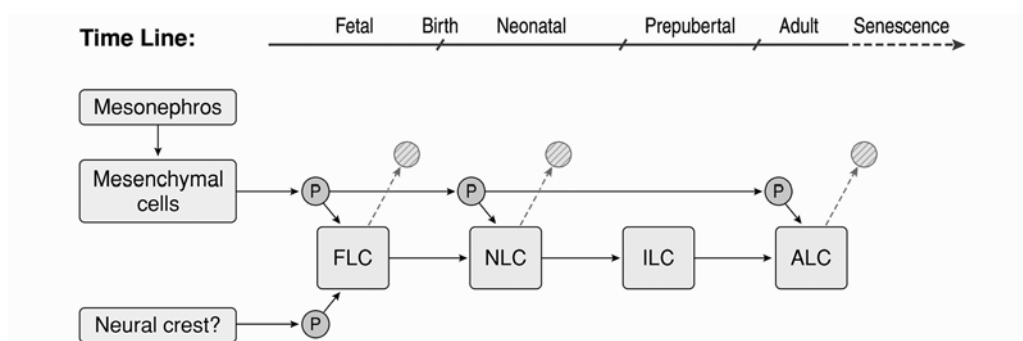 Time Line:
Fetal Birth Neonatal Prepubertal Adult Senescence
Mesonephros
Mesenchymal
cells
P P P
FLC NLC ILC ALC
Neural crest? P